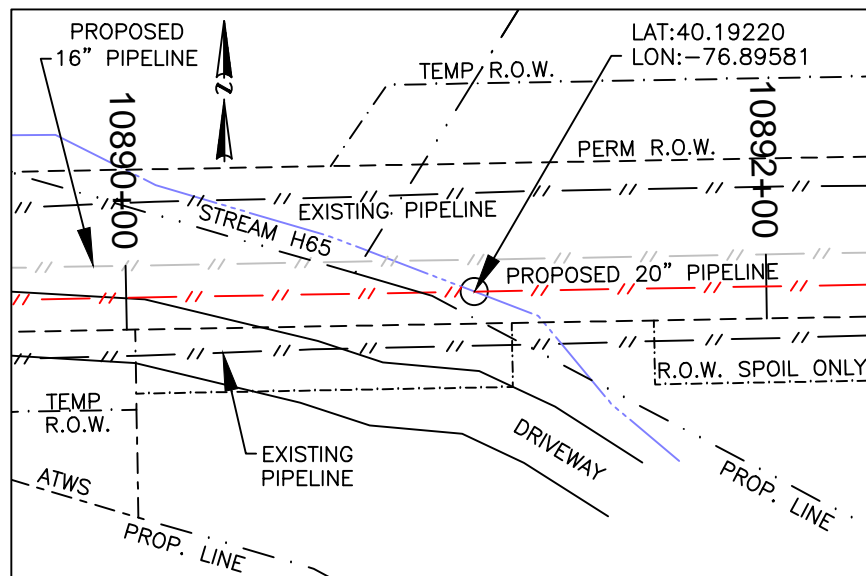 PROPOSED
16” PIPELINE
LAT:40.19220
LON:-76.89581
TEMP R.O.W.
N
10890+00
10892+00
PERM R.O.W.
EXISTING PIPELINE
STREAM H65
PROPOSED 20” PIPELINE
R.O.W. SPOIL ONLY
TEMP
R.O.W.
EXISTING
PIPELINE
DRIVEWAY
ATWS
PROP. LINE
PROP. LINE